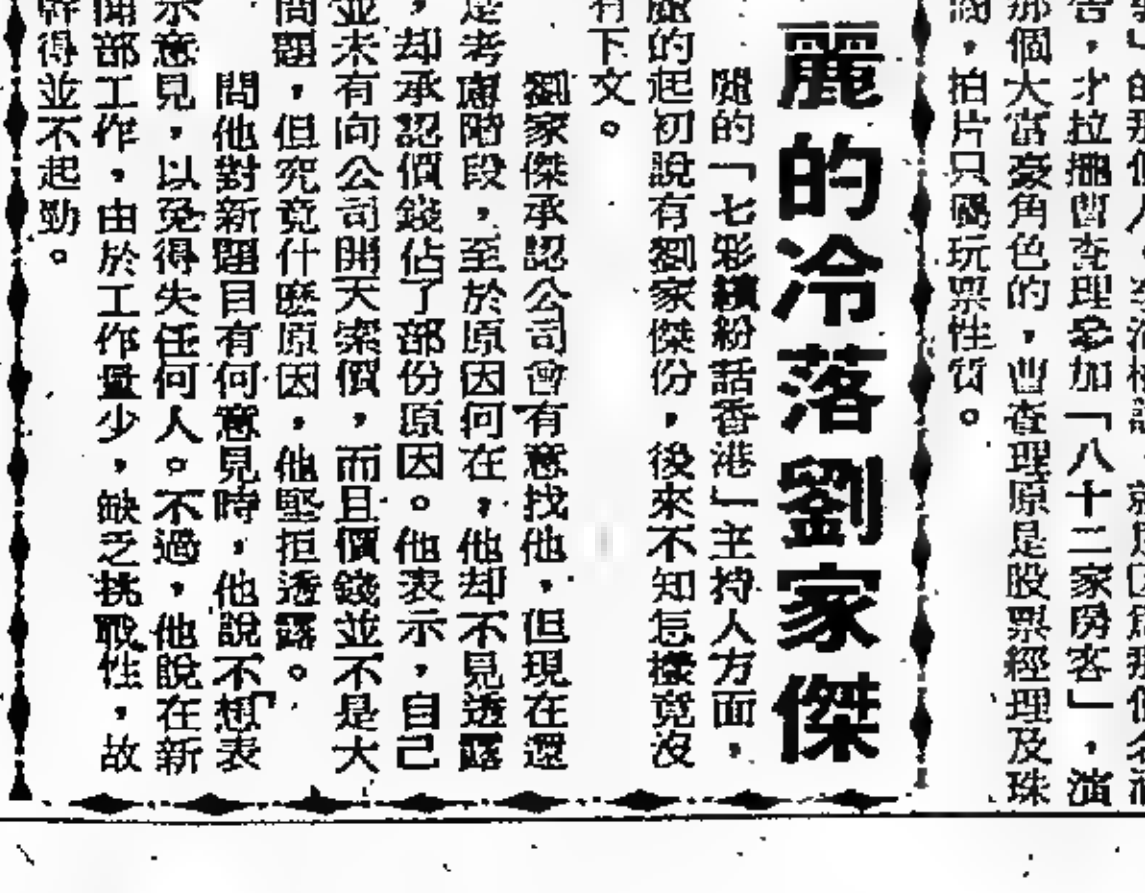 的那
才拉攏曹查理參加「八十二家房客」，演
那個大富豪角色的，曹查理原是股票經理及珠
，拍片只屬玩票性質。
麗的冷落劉家傑
麗的「七彩繽紛話香港」主持人方面，
的起初說有劉家傑份，後來不知怎樣竟沒
有下文。
劉家傑承認公司曾有意找他，但現在還
是考慮階段，至於原因何在，他却不見透露
，却承認價錢佔了部份原因。他表示，自己
並未有向公司開天索價，而且價錢並不是大
問題，但究竟什麼原因，他堅拒透露。
問他對新題目有何意見時，他說不想表
示意見，以免得失任何人。不過，他說在新
聞部工作，由於工作量少，缺乏挑戰性，故
幹得並不起勁。